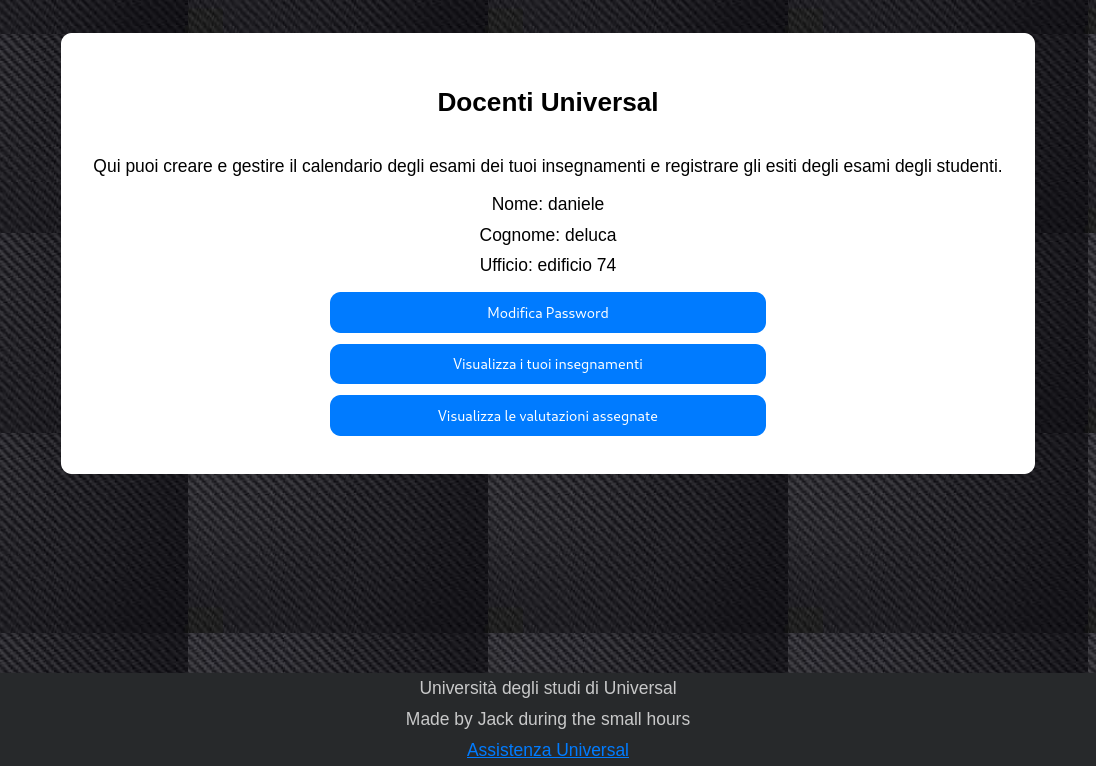 Docenti Universal
Qui puoi creare e gestire il calendario degli esami dei tuoi insegnamenti e registrare gli esiti degli esami degli studenti.
Nome: daniele
Cognome: deluca
Ufficio: edificio 74
Modifica Password
Visualizza i tuoi insegnamenti
Visualizza le valutazioni assegnate
Università degli studi di Universal
Made by Jack during the small hours
Assistenza Universal